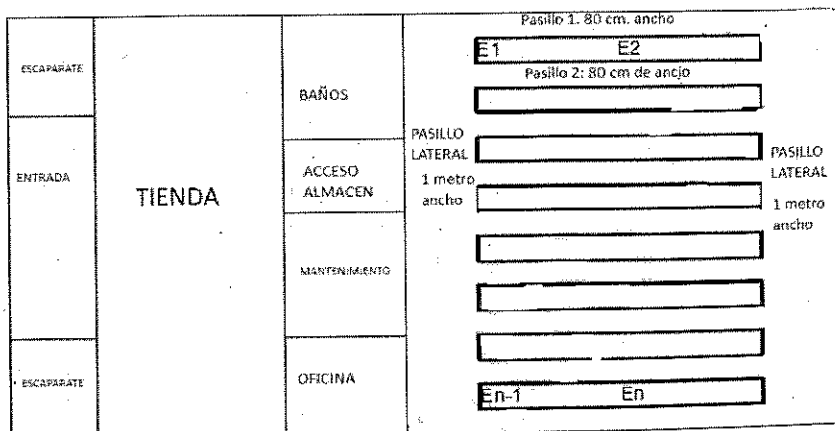 ESCAPARATE
ENTRADA
ESCAPARATE
TIENDA
BAÑOS
ACCESO
ALMACEN
MANTENIMIENTO
OFICINA
PASILLO
LATERAL
1 metro
ancho
Pasillo 1. 80 cm. ancho
E1 E2
Pasillo 2: 80 cm de ancjo
En-1 En
PASILLO
LATERAL
1 metro
ancho